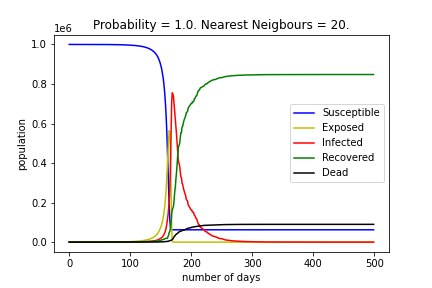 Probability = 1.0. Nearest Neigbours = 20.
1e6
1.0
0.8
0.6
0.4
0.2
0.0
population
0 100 200 300 400 500
number of days
Susceptible
Exposed
Infected
Recovered
Dead